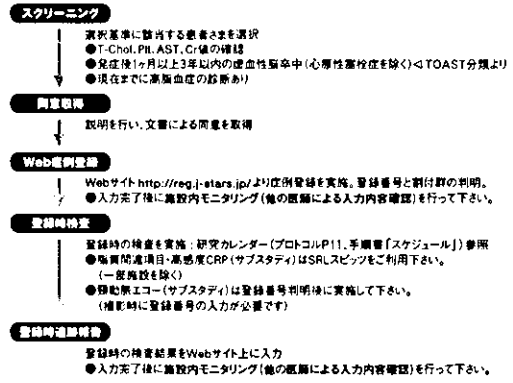 スクリーニング
選択基準に該当する患者さまを選択
●T-Chol、Plt、AST、Cr値の確認
●発症後1ヶ月以上3年以内の虚血性脳卒中(心原性塞栓症を除く)◁TOAST分類より
●現在までに高脂血症の診断あり
同意取得
説明を行い、文書による同意を取得
Web症例登録
Webサイト http://reg.j-stars.jp/ より症例登録を実施。登録番号と割付群の判明。
●入力完了後に施設内モニタリング(他の医師による入力内容確認)を行って下さい。
登録時検査
登録時の検査を実施:研究カレンダー(プロトコルP11、手順書「スケジュール」)参照
●脂質関連項目・高感度CRP(サブスタディ)はSRLスピッツをご利用下さい。
(一部施設を除く)
●頸動脈エコー(サブスタディ)は登録番号判明後に実施して下さい。
(撮影時に登録番号の入力が必要です)
登録時追跡報告
登録時の検査結果をWebサイト上に入力
●入力完了後に施設内モニタリング(他の医師による入力内容確認)を行って下さい。